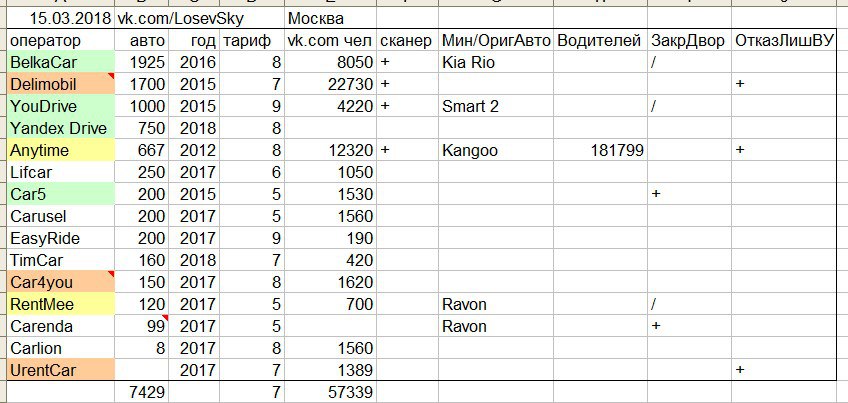 15.03.2018 vk.com/LosevSky Москва
оператор авто год тариф vk.com чел сканер Мин/ОригАвто Водителей ЗакрДвор ОтказЛишВУ
BelkaCar 1925 2016 8 8050 + Kia Rio /
Delimobil 1700 2015 7 22730 + +
YouDrive 1000 2015 9 4220 + Smart 2 /
Yandex Drive 750 2018 8
Anytime 667 2012 8 12320 + Kangoo 181799 +
Lifcar 250 2017 6 1050
Car5 200 2015 5 1530 +
Carusel 200 2017 5 1560
EasyRide 200 2017 9 190
TimCar 160 2018 7 420
Car4you 150 2017 8 1620
RentMee 120 2017 5 700 Ravon /
Carenda 99 2017 5 Ravon +
Carlion 8 2017 8 1560
UrentCar 2017 7 1389 +
7429 7 57339